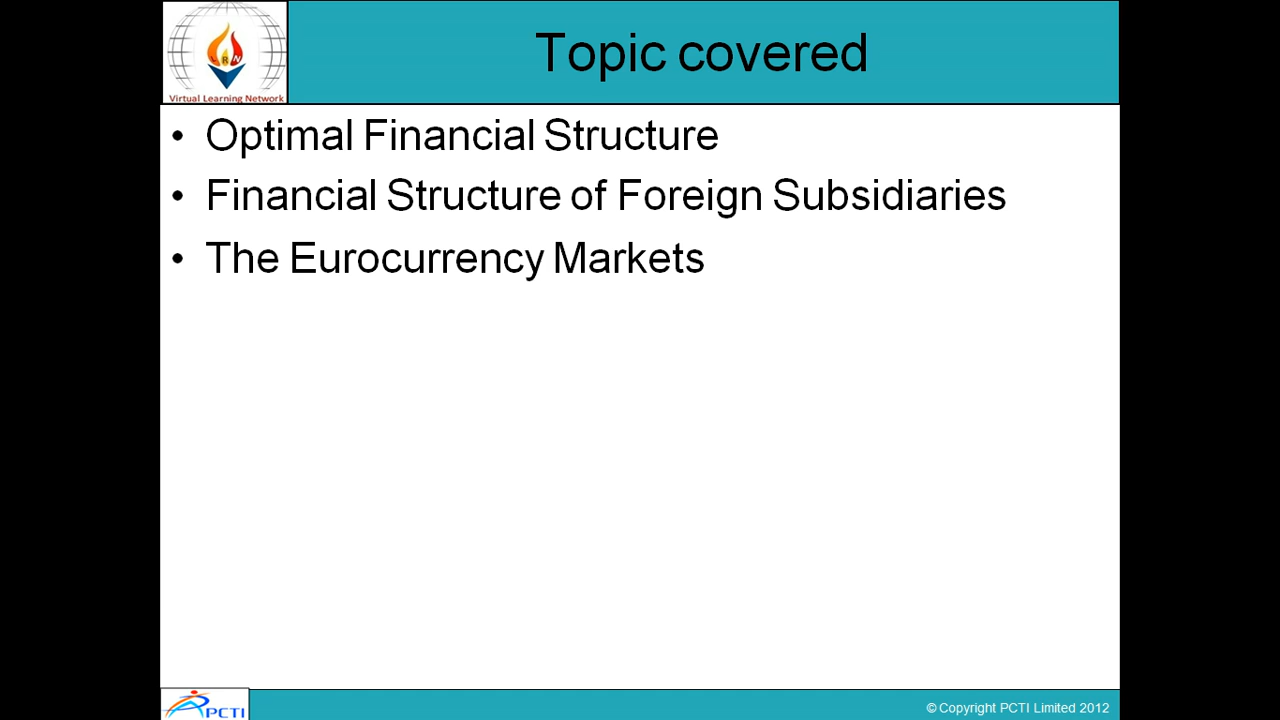 Topic covered
Virtual Learning Network
• Optimal Financial Structure
• Financial Structure of Foreign Subsidiaries
• The Eurocurrency Markets
PCTI
© Copyright PCTI Limited 2012